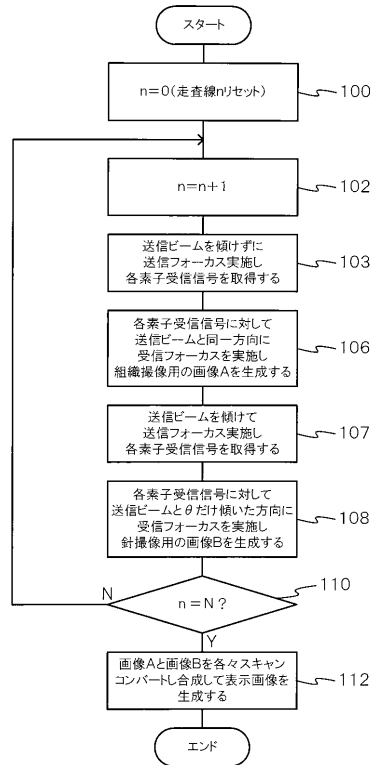 スタート
n=0(走査線nリセット)
100
n=n+1
102
送信ビームを傾けずに
送信フォーカス実施し
各素子受信信号を取得する
103
各素子受信信号に対して
送信ビームと同一方向に
受信フォーカスを実施し
組織撮像用の画像Aを生成する
106
送信ビームを傾けて
送信フォーカス実施し
各素子受信信号を取得する
107
各素子受信信号に対して
送信ビームとθだけ傾いた方向に
受信フォーカスを実施し
針撮像用の画像Bを生成する
108
n=N?
110
N
Y
画像Aと画像Bを各々スキャン
コンバートし合成して表示画像を
生成する
112
エンド